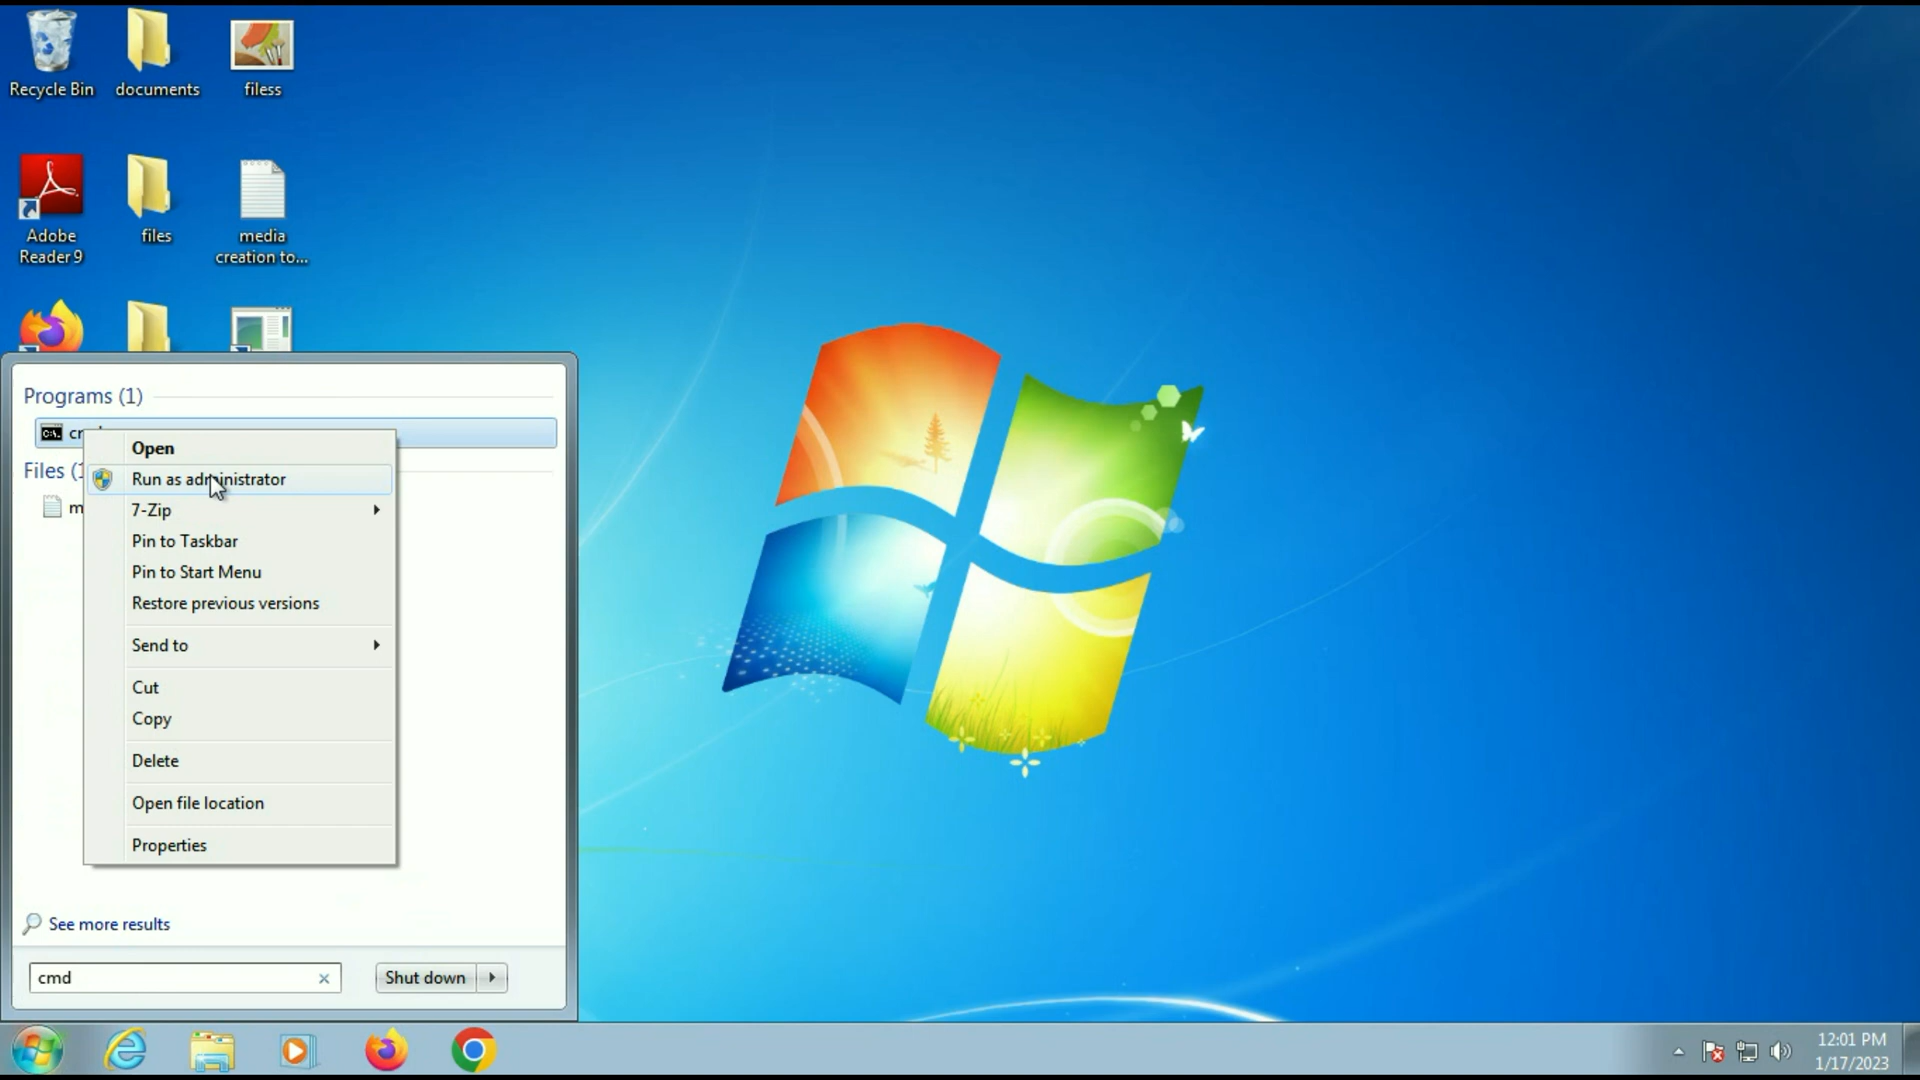 Recycle Bin
documents
filess
Adobe
Reader 9
files
media
creation to...
Programs (1)
Open
Files
Run as administrator
7-Zip
Pin to Taskbar
Pin to Start Menu
Restore previous versions
Send to
Cut
Copy
Delete
Open file location
Properties
See more results
cmd
Shut down
12:01 PM
1/17/2023